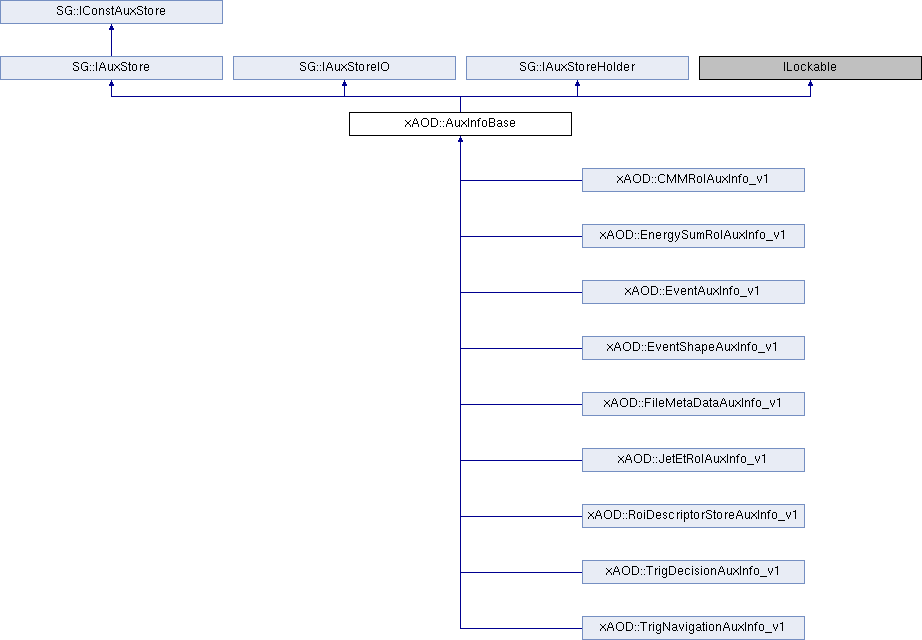 SG::IConstAuxStore
SG::IAuxStore
SG::IAuxStoreIO
SG::IAuxStoreHolder
ILockable
xAOD::AuxInfoBase
xAOD::CMMRoIAuxInfo_v1
xAOD::EnergySumRoIAuxInfo_v1
xAOD::EventAuxInfo_v1
xAOD::EventShapeAuxInfo_v1
xAOD::FileMetaDataAuxInfo_v1
xAOD::JetEtRoIAuxInfo_v1
xAOD::RoiDescriptorStoreAuxInfo_v1
xAOD::TrigDecisionAuxInfo_v1
xAOD::TrigNavigationAuxInfo_v1